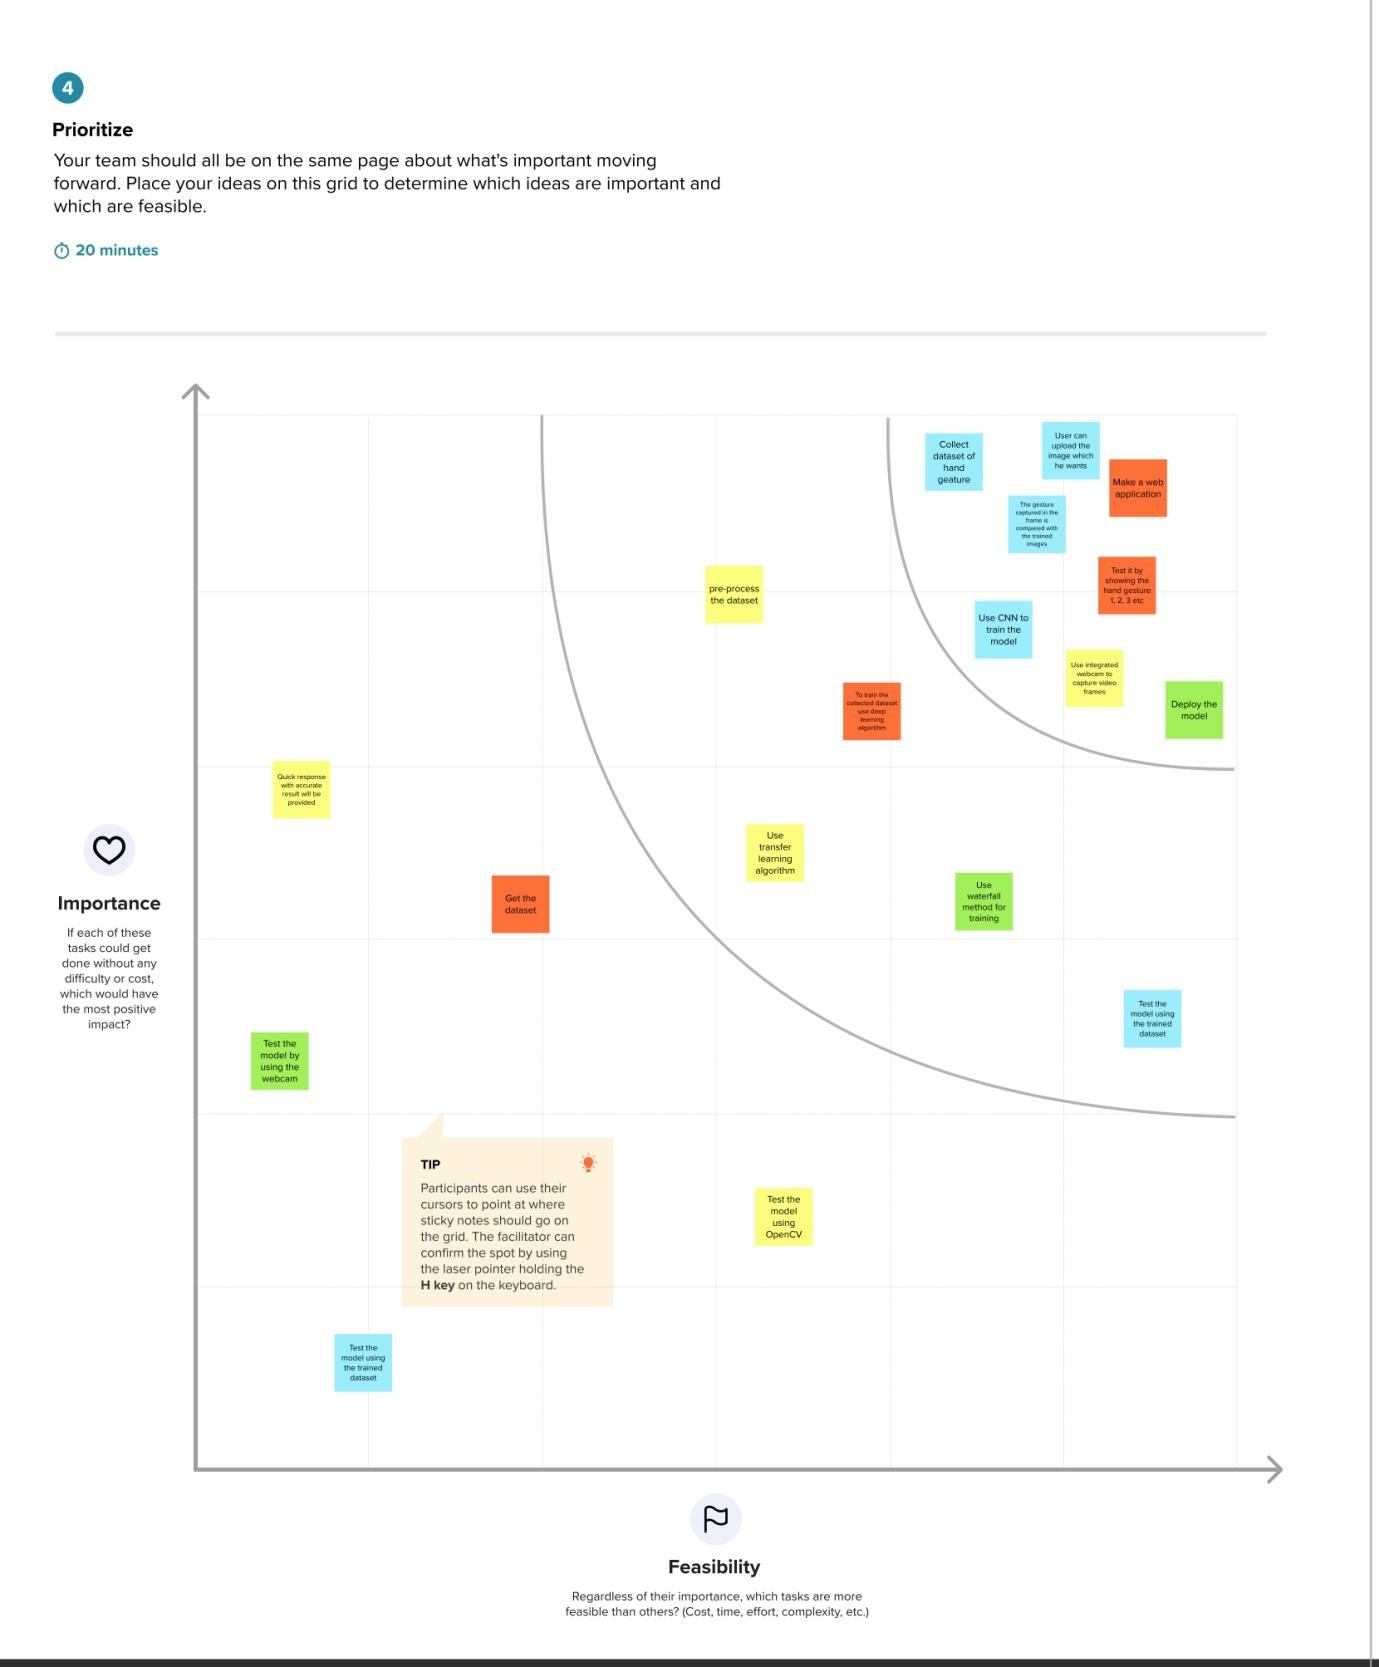 4
Prioritize
Your team should all be on the same page about what's important moving
forward. Place your ideas on this grid to determine which ideas are important and
which are feasible.
20 minutes
Collect
dataset of
hand
geature
User can
upload the
image which
he wants
Make a web
application
The gesture
captured in the
frame is
compared with
the trained
images
Test it by
showing the
hand gesture
1, 2, 3 etc
pre-process
the dataset
Use CNN to
train the
model
Use integrated
webcam to
capture video
frames
To train the
collected dataset
use deep
learning
algorithm
Deploy the
model
Quick response
with accurate
result will be
provided
Use
transfer
learning
algorithm
Get the
dataset
Use
waterfall
method for
training
Importance
If each of these
tasks could get
done without any
difficulty or cost,
which would have
the most positive
impact?
Test the
model using
the trained
dataset
Test the
model by
using the
webcam
TIP
Participants can use their
cursors to point at where
sticky notes should go on
the grid. The facilitator can
confirm the spot by using
the laser pointer holding the
H key on the keyboard.
Test the
model
using
OpenCV
Test the
model using
the trained
dataset
Feasibility
Regardless of their importance, which tasks are more
feasible than others? (Cost, time, effort, complexity, etc.)